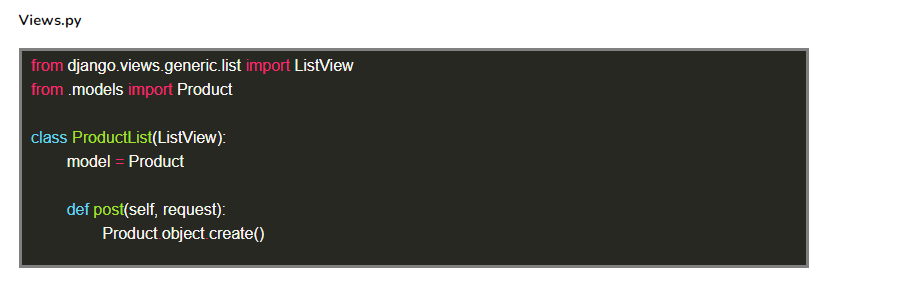 Views.py
from django.views.generic.list import ListView
from .models import Product
class ProductList(ListView):
model = Product
def post(self, request):
Product.object.create()